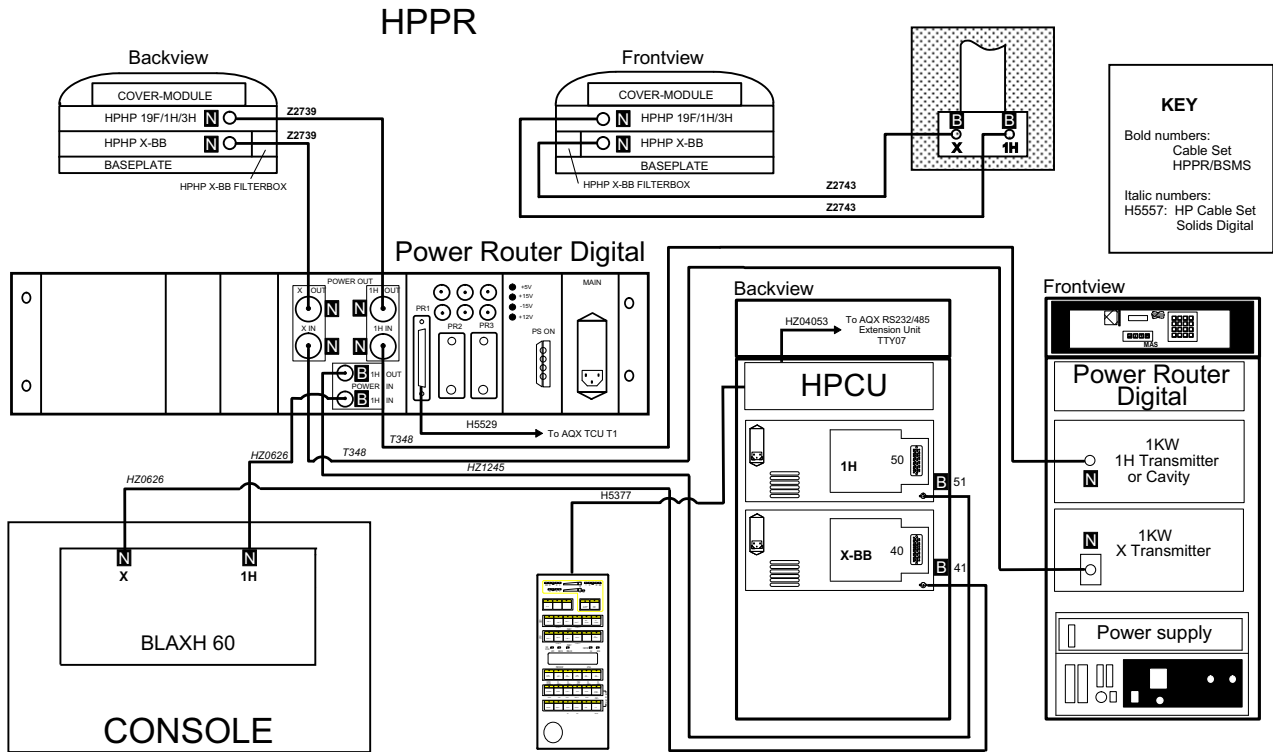 HPPR
Backview
COVER-MODULE
HPHP 19F/1H/3H N
HPHP X-BB N
BASEPLATE
HPHP X-BB FILTERBOX
Z2739
Z2739
Frontview
COVER-MODULE
N HPHP 19F/1H/3H
N HPHP X-BB
BASEPLATE
HPHP X-BB FILTERBOX
Z2743
Z2743
B B
X 1H
KEY
Bold numbers:
Cable Set
HPPR/BSMS
Italic numbers:
H5557: HP Cable Set
Solids Digital
Power Router Digital
POWER OUT
X OUT
1H OUT
N N
X IN
1H IN
N N
B 1H OUT
POWER IN
B 1H IN
PR1
PR2
PR3
+5V
+15V
-15V
+12V
PS ON
MAIN
H5529
To AQX TCU T1
T348
T348
HZ0626
HZ0626
HZ1245
H5377
Backview
HZ04053
To AQX RS232/485
Extension Unit
TTY07
HPCU
1H
50
B 51
X-BB
40
B 41
Frontview
MAS
Power Router
Digital
1KW
1H Transmitter
or Cavity
N
1KW
X Transmitter
N
Power supply
N N
X 1H
BLAXH 60
CONSOLE